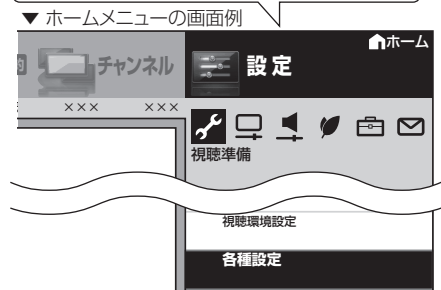 ▼ ホームメニューの画面例
ホーム
的
チャンネル
設定
××× ×××
視聴準備
視聴環境設定
各種設定